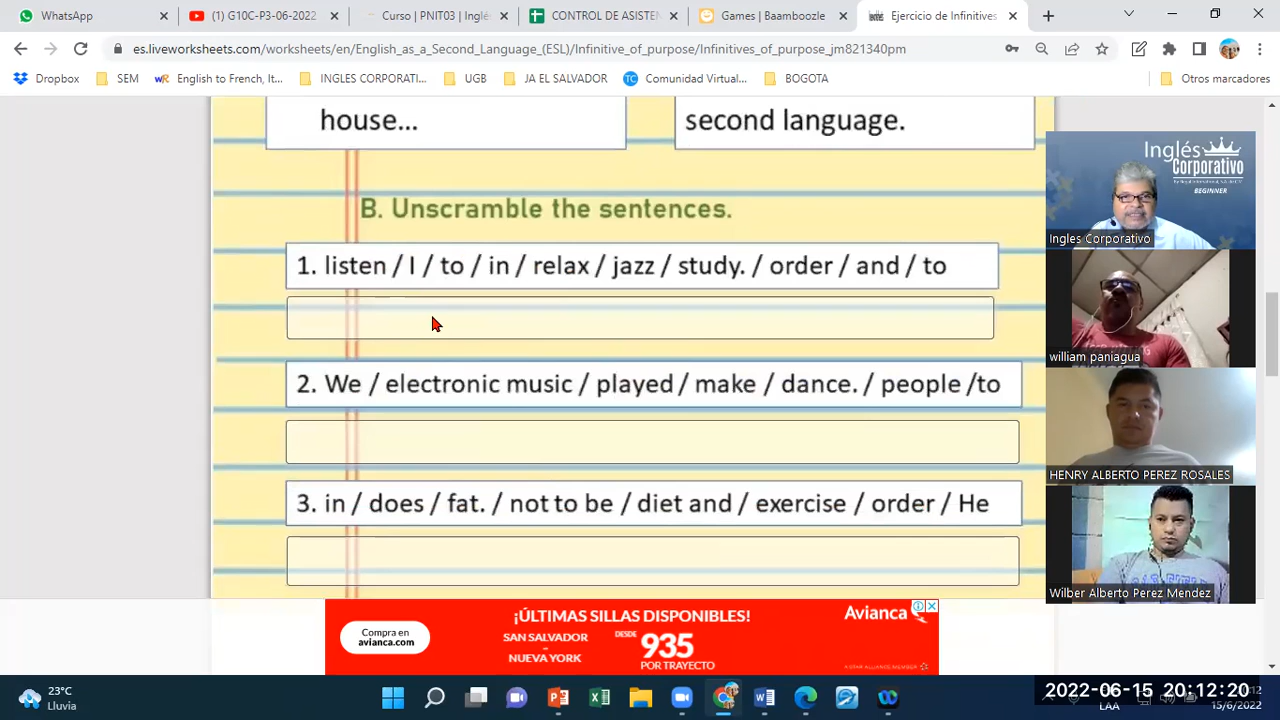 WhatsApp
(1) G10C-P3-06-2022
Curso | PNIT03 | Inglé
CONTROL DE ASISTEN
Games | Baamboozle
Ejercicio de Infinitives
es.liveworksheets.com/worksheets/en/English_as_a_Second_Language_(ESL)/Infinitive_of_purpose/Infinitives_of_purpose_jm821340pm
Dropbox
SEM
English to French, It...
INGLES CORPORATI...
UGB
JA EL SALVADOR
Comunidad Virtual...
BOGOTA
Otros marcadores
house...
second language.
B. Unscramble the sentences.
1. listen / I / to / in / relax / jazz / study. / order / and / to
2. We / electronic music / played / make / dance. / people /to
3. in / does / fat. / not to be / diet and / exercise / order / He
Inglés
Corporativo
BEGINNER
Ingles Corporativo
william paniagua
HENRY ALBERTO PEREZ ROSALES
Wilber Alberto Perez Mendez
Compra en
avianca.com
¡ÚLTIMAS SILLAS DISPONIBLES!
SAN SALVADOR
-
NUEVA YORK
DESDE
935
POR TRAYECTO
Avianca
A STAR ALLIANCE MEMBER
23°C
Lluvia
2022-06-15 20:12:20
LAA
15/6/2022